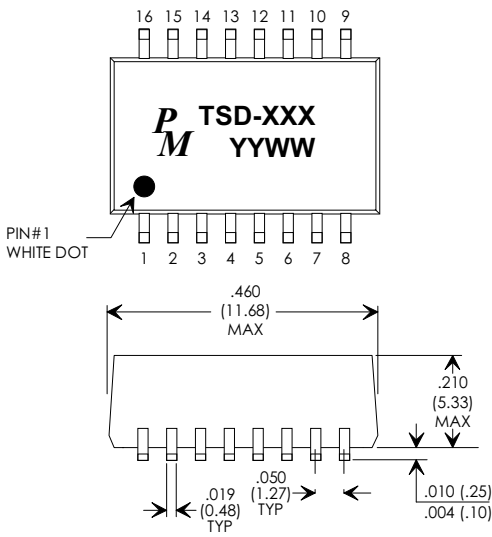 16 15 14 13 12 11 10 9
PM TSD-XXX
YYWW
PIN#1
WHITE DOT
1 2 3 4 5 6 7 8
.460
(11.68)
MAX
.210
(5.33)
MAX
.019
(0.48)
TYP
.050
(1.27)
TYP
.010 (.25)
.004 (.10)